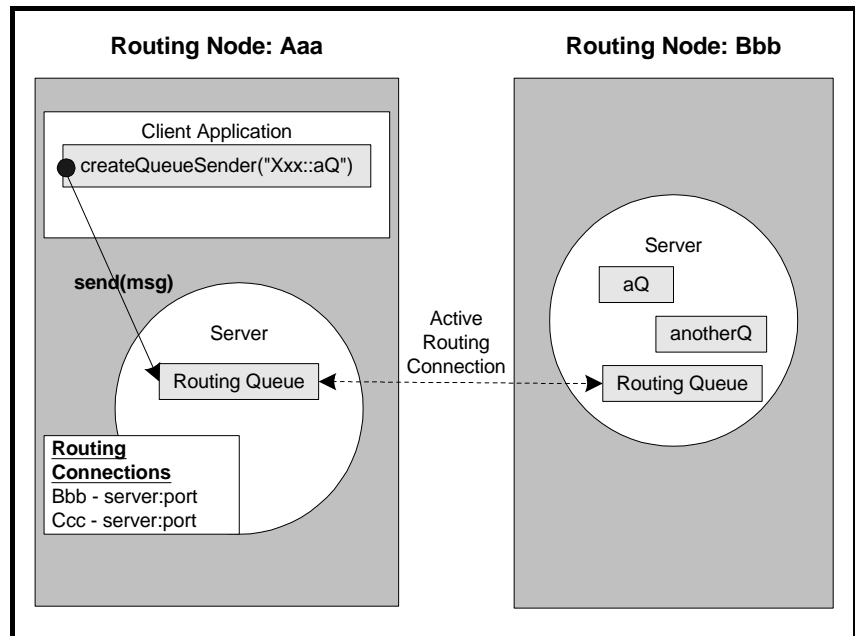 Routing Node: Aaa
Client Application
createQueueSender("Xxx::aQ")
send(msg)
Server
Routing Queue
Routing
Connections
Bbb - server:port
Ccc - server:port
Active
Routing
Connection
Routing Node: Bbb
Server
aQ
anotherQ
Routing Queue